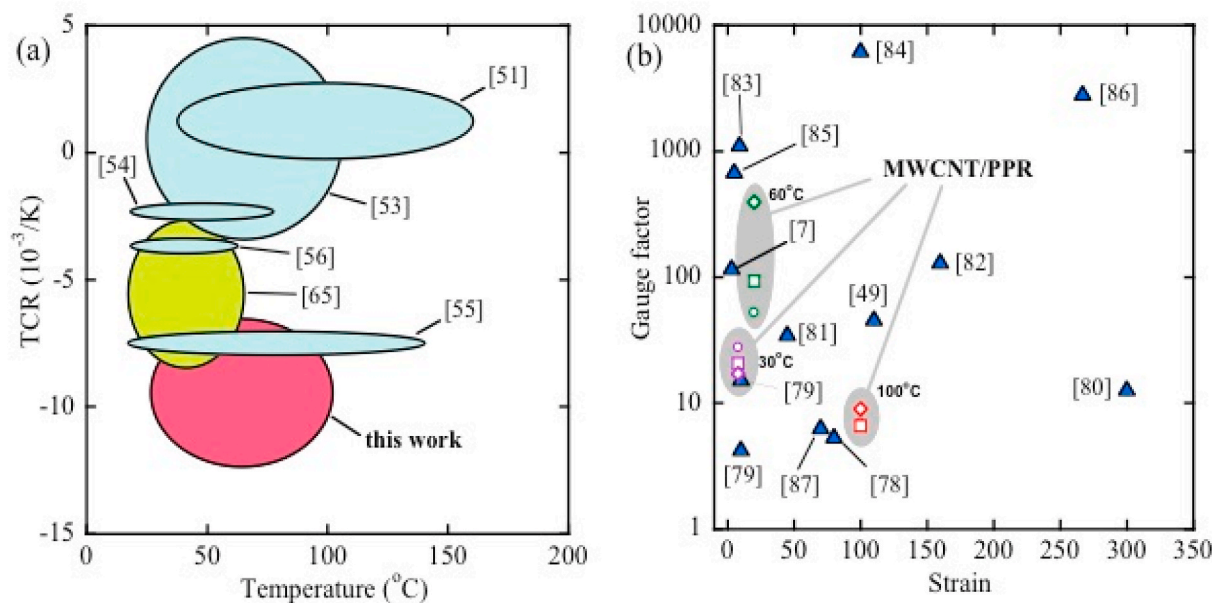 (a)
5
0
-5
-10
-15
TCR (10⁻³/K)
[51]
[54]
[53]
[56]
[65]
[55]
this work
0 50 100 150 200
Temperature (°C)
(b)
10000
1000
100
10
1
Gauge factor
[84]
[83]
[86]
[85]
MWCNT/PPR
60°C
[7]
[82]
[49]
[81]
30°C
100°C
[79]
[80]
[79]
[87]
[78]
0 50 100 150 200 250 300 350
Strain